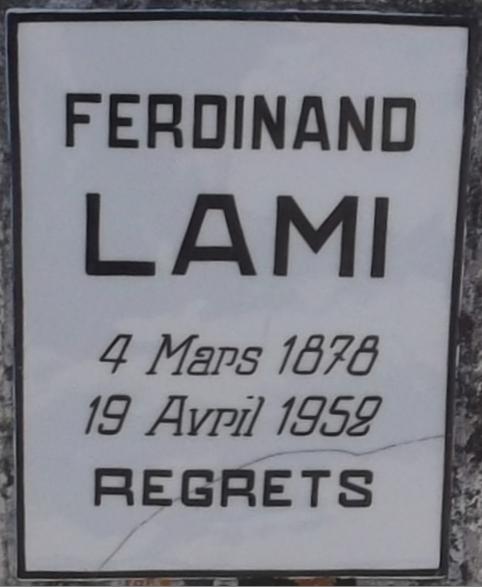 FERDINAND
LAMI
4 Mars 1878
19 Avril 1952
REGRETS